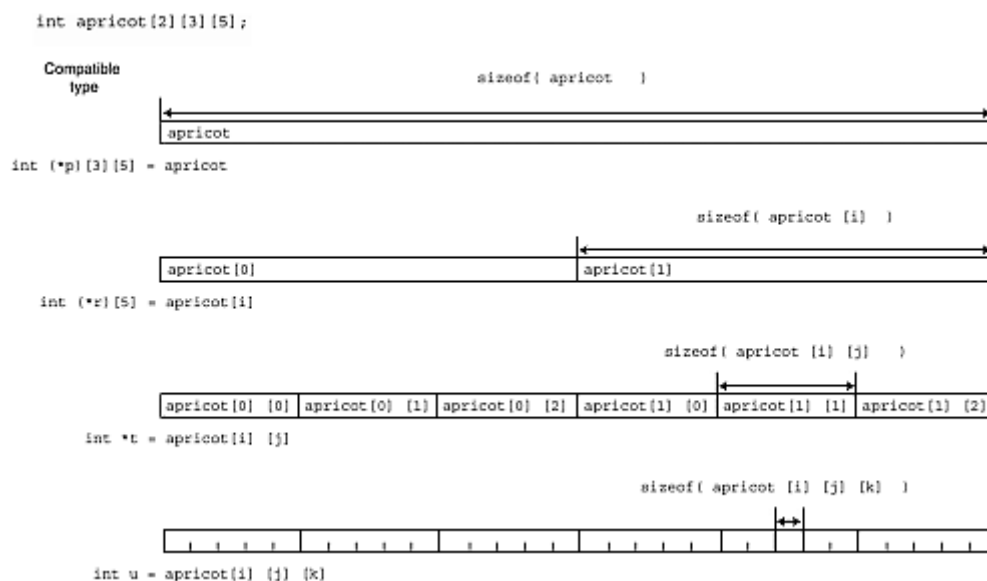 int apricot[2][3][5];
Compatible
type
sizeof( apricot )
apricot
int (*p)[3][5] = apricot
sizeof( apricot [i] )
apricot[0] apricot[1]
int (*r)[5] = apricot[i]
sizeof( apricot [i] [j] )
apricot[0] [0] apricot[0] [1] apricot[0] [2] apricot[1] [0] apricot[1] [1] apricot[1] [2]
int *t = apricot[i] [j]
sizeof( apricot [i] [j] [k] )
int u = apricot[i] [j] [k]